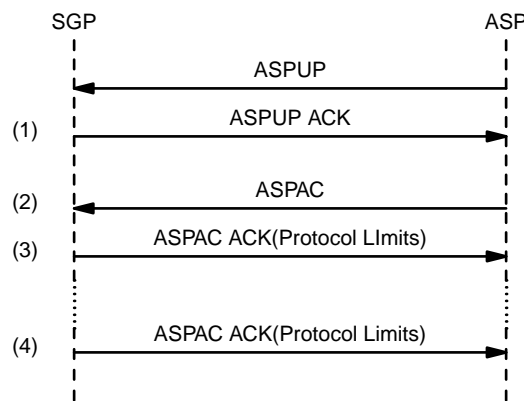 SGP ASP
ASPUP
(1) ASPUP ACK
(2) ASPAC
(3) ASPAC ACK(Protocol LImits)
(4) ASPAC ACK(Protocol Limits)